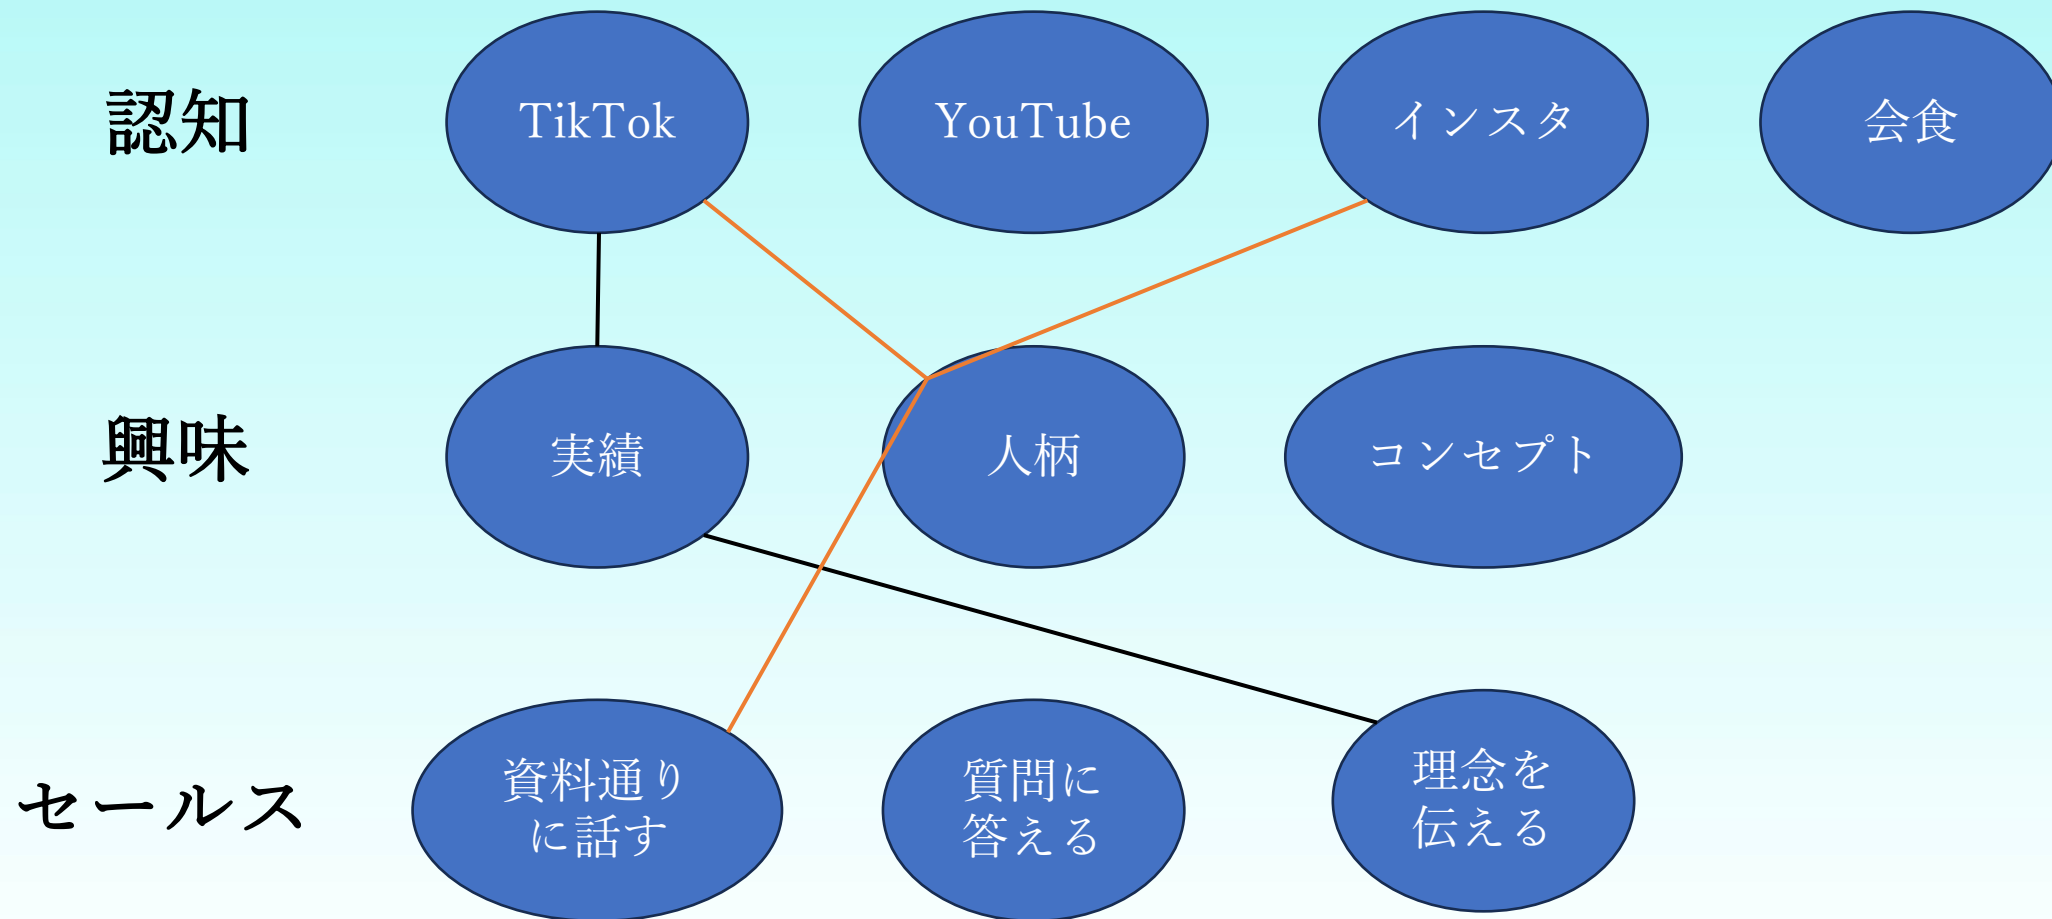 認知
TikTok
YouTube
インスタ
会食
興味
実績
人柄
コンセプト
セールス
資料通り
に話す
質問に
答える
理念を
伝える